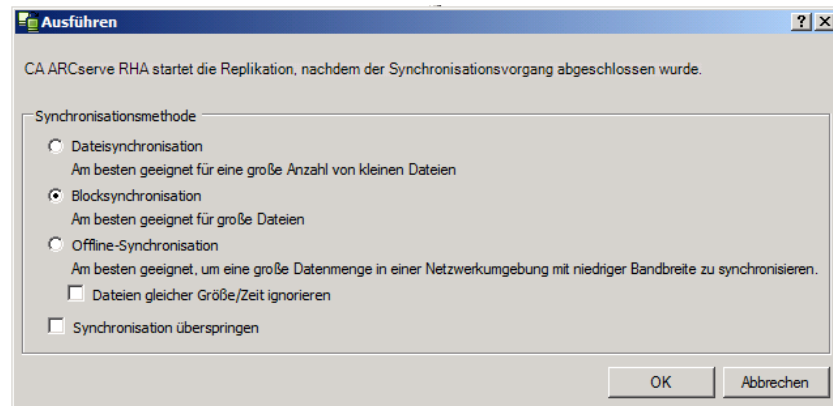 Ausführen
CA ARCserve RHA startet die Replikation, nachdem der Synchronisationsvorgang abgeschlossen wurde.
Synchronisationsmethode
Dateisynchronisation
Am besten geeignet für eine große Anzahl von kleinen Dateien
Blocksynchronisation
Am besten geeignet für große Dateien
Offline-Synchronisation
Am besten geeignet, um eine große Datenmenge in einer Netzwerkumgebung mit niedriger Bandbreite zu synchronisieren.
Dateien gleicher Größe/Zeit ignorieren
Synchronisation überspringen
OK Abbrechen